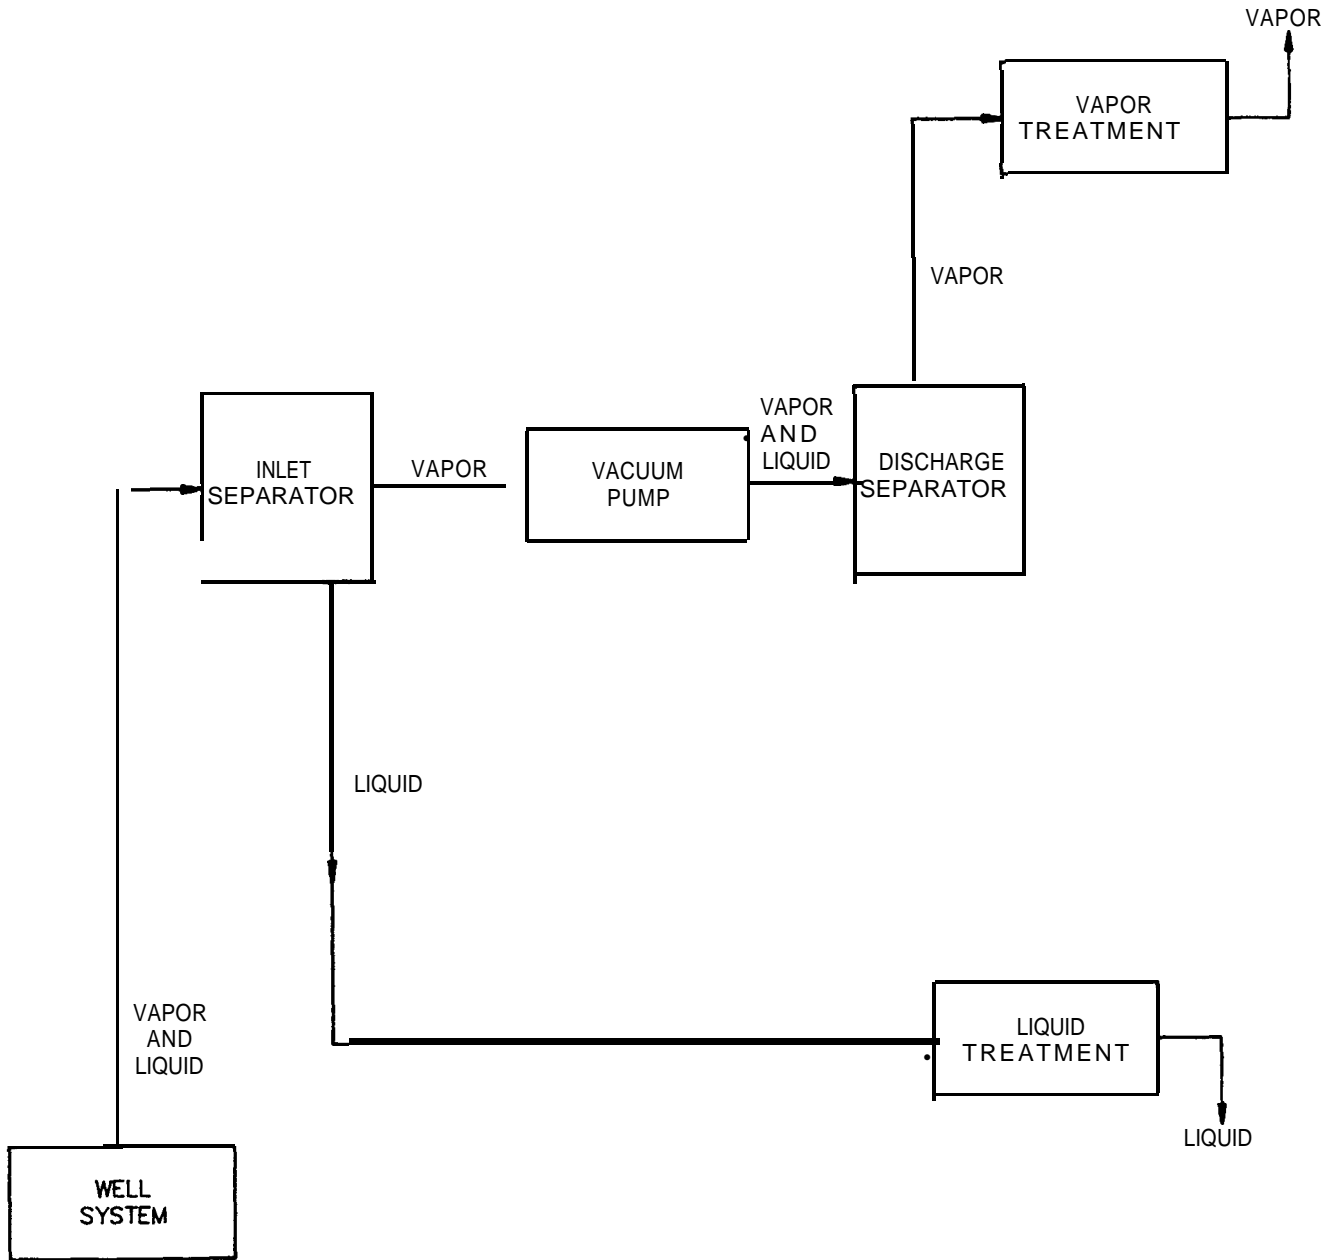 VAPOR
VAPOR
TREATMENT
VAPOR
VAPOR
AND
LIQUID
INLET
SEPARATOR
VAPOR
VACUUM
PUMP
DISCHARGE
SEPARATOR
LIQUID
VAPOR
AND
LIQUID
LIQUID
TREATMENT
LIQUID
WELL
SYSTEM